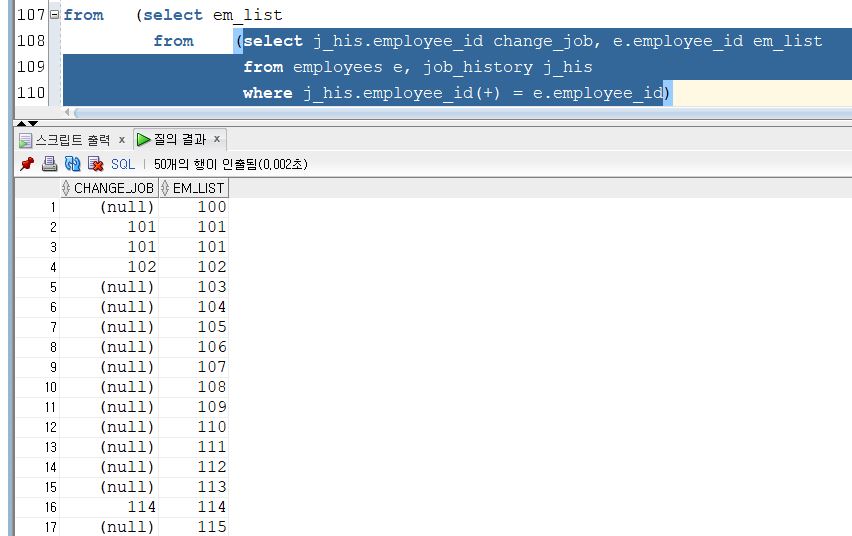 107 from (select em_list
108 from (select j_his.employee_id change_job, e.employee_id em_list
109 from employees e, job_history j_his
110 where j_his.employee_id(+) = e.employee_id)
스크립트 출력 x 질의 결과 x
SQL | 50개의 행이 인출됨(0,002초)
CHANGE_JOB EM_LIST
1 (null) 100
2 101 101
3 101 101
4 102 102
5 (null) 103
6 (null) 104
7 (null) 105
8 (null) 106
9 (null) 107
10 (null) 108
11 (null) 109
12 (null) 110
13 (null) 111
14 (null) 112
15 (null) 113
16 114 114
17 (null) 115